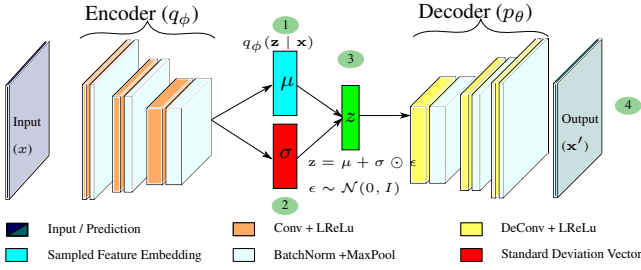 Encoder (q_ϕ)
Decoder (p_θ)
1
q_ϕ(z | x)
3
μ
4
Input
(x)
z
Output
(x′)
σ
z = μ + σ ⊙ ϵ
ϵ ∼ N(0, I)
2
Input / Prediction
Conv + LReLu
DeConv + LReLu
Sampled Feature Embedding
BatchNorm +MaxPool
Standard Deviation Vector